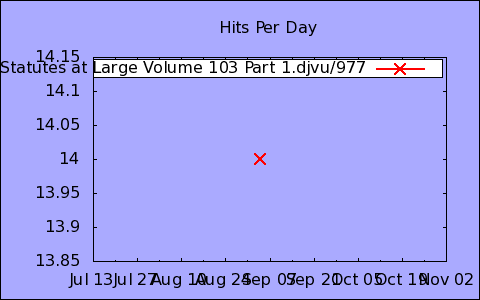 Hits Per Day
14.15
Statutes at Large Volume 103 Part 1.djvu/977
14.1
14.05
14
13.95
13.9
13.85
Jul 13 Jul 27 Aug 10 Aug 24 Sep 07 Sep 21 Oct 05 Oct 19 Nov 02